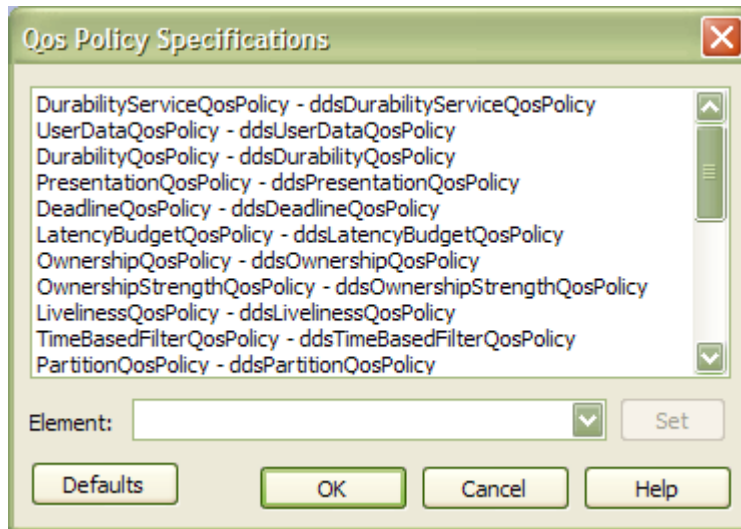 Qos Policy Specifications
DurabilityServiceQosPolicy - ddsDurabilityServiceQosPolicy
UserDataQosPolicy - ddsUserDataQosPolicy
DurabilityQosPolicy - ddsDurabilityQosPolicy
PresentationQosPolicy - ddsPresentationQosPolicy
DeadlineQosPolicy - ddsDeadlineQosPolicy
LatencyBudgetQosPolicy - ddsLatencyBudgetQosPolicy
OwnershipQosPolicy - ddsOwnershipQosPolicy
OwnershipStrengthQosPolicy - ddsOwnershipStrengthQosPolicy
LivelinessQosPolicy - ddsLivelinessQosPolicy
TimeBasedFilterQosPolicy - ddsTimeBasedFilterQosPolicy
PartitionQosPolicy - ddsPartitionQosPolicy
Element: Set
Defaults OK Cancel Help